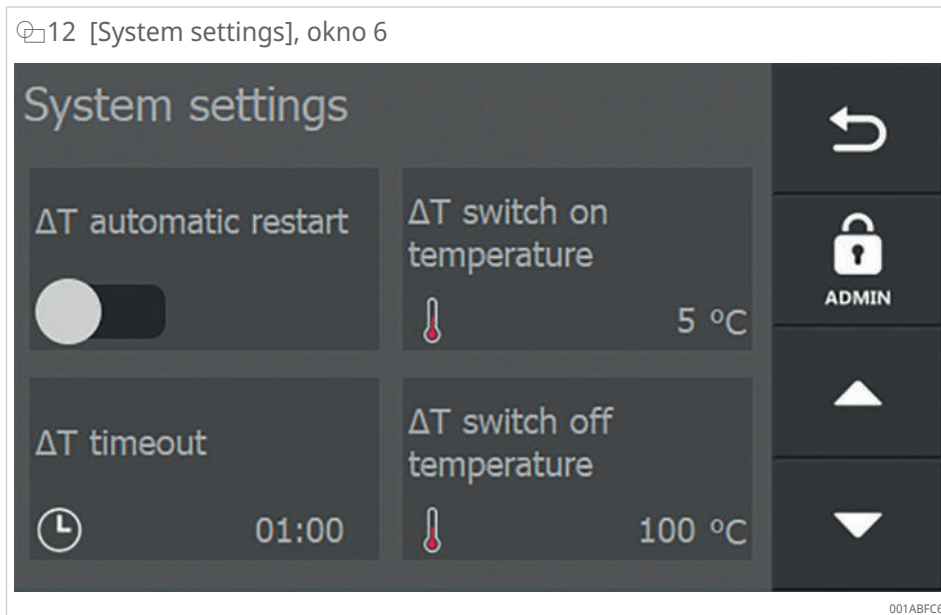 12 [System settings], okno 6
System settings
ΔT automatic restart
ΔT switch on
temperature
5 °C
ADMIN
ΔT timeout
01:00
ΔT switch off
temperature
100 °C
001ABFC6